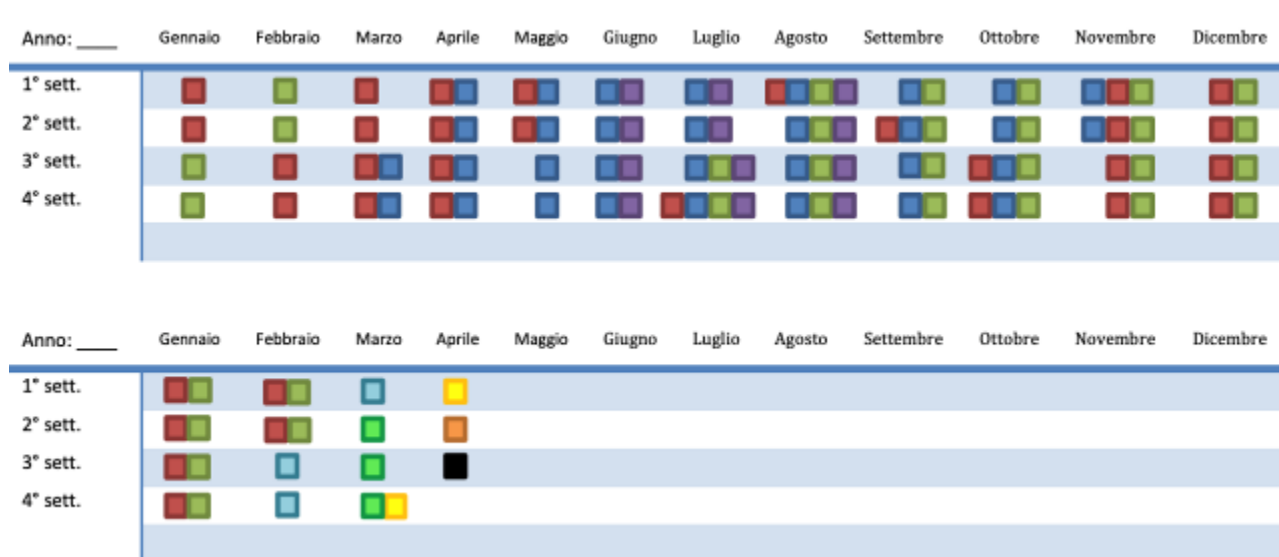 Anno: ____ Gennaio Febbraio Marzo Aprile Maggio Giugno Luglio Agosto Settembre Ottobre Novembre Dicembre
1° sett.
2° sett.
3° sett.
4° sett.
Anno: ____ Gennaio Febbraio Marzo Aprile Maggio Giugno Luglio Agosto Settembre Ottobre Novembre Dicembre
1° sett.
2° sett.
3° sett.
4° sett.